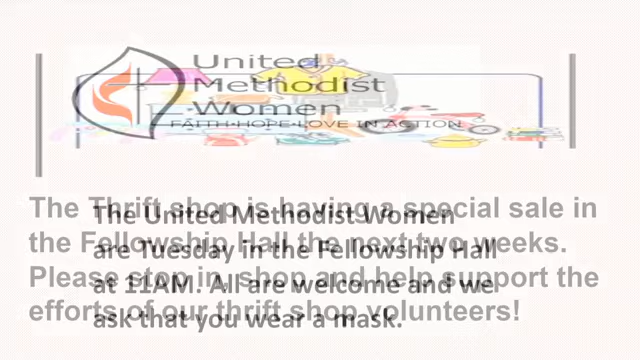 United
Methodist
Women
FAITH•HOPE•LOVE IN ACTION
The Thrift shop is having a special sale in
the Fellowship Hall the next two weeks.
Please stop in, shop and help support the
efforts of our thrift shop volunteers!
The United Methodist Women
are Tuesday in the Fellowship Hall
at 11AM. All are welcome and we
ask that you wear a mask.